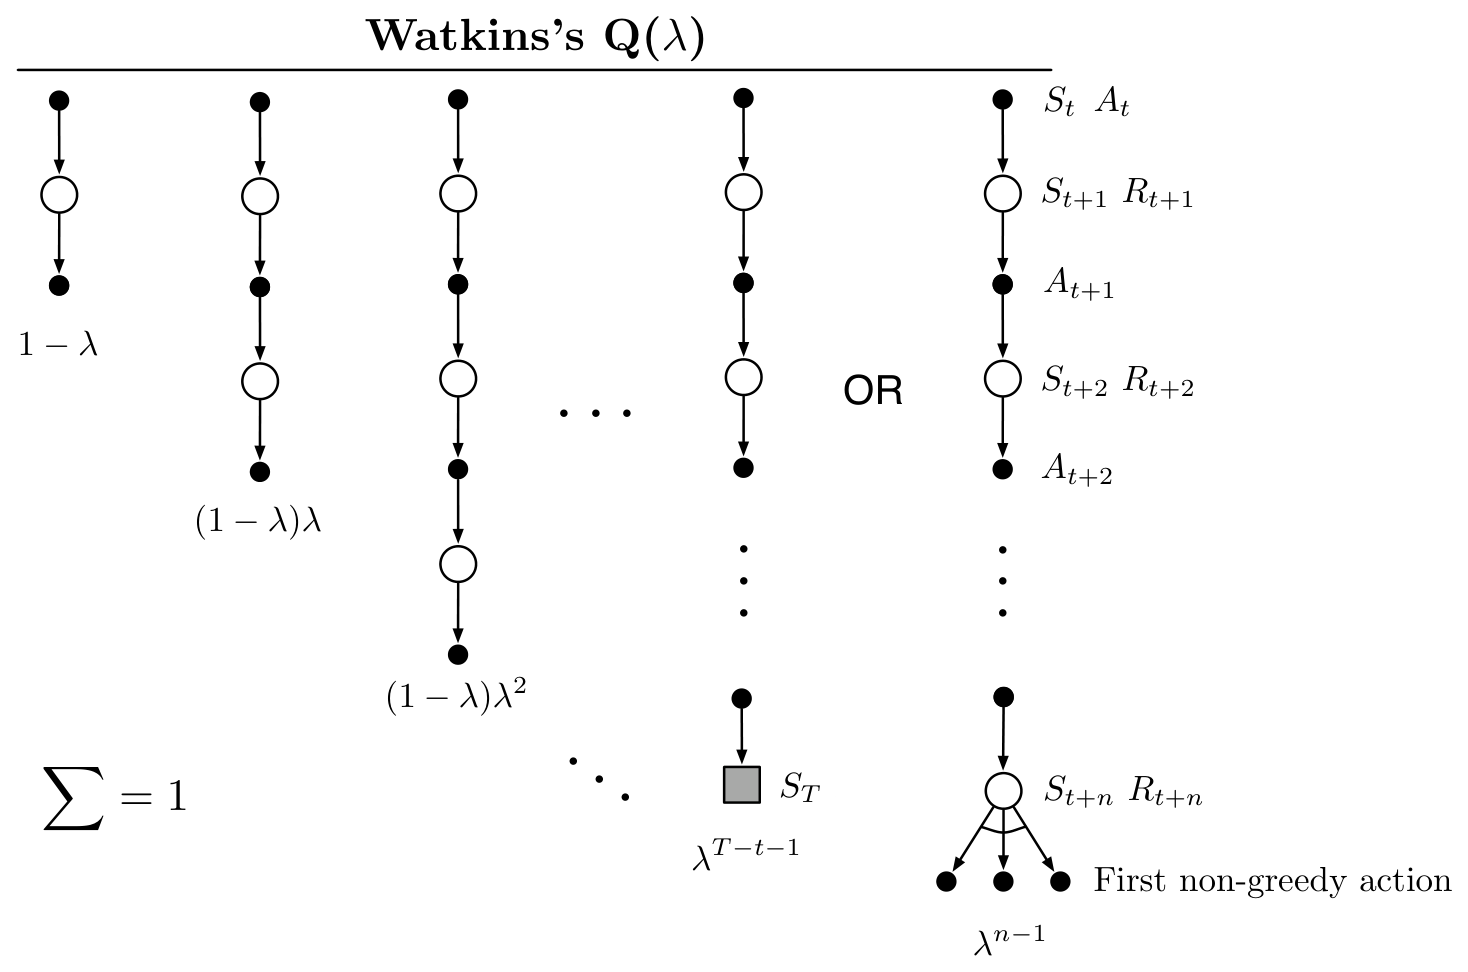 Watkins's Q(λ)
S_t A_t
S_{t+1} R_{t+1}
A_{t+1}
1 − λ
S_{t+2} R_{t+2}
OR
. . .
A_{t+2}
(1 − λ)λ
(1 − λ)λ^2
∑ = 1
S_T
S_{t+n} R_{t+n}
λ^{T−t−1}
First non-greedy action
λ^{n−1}